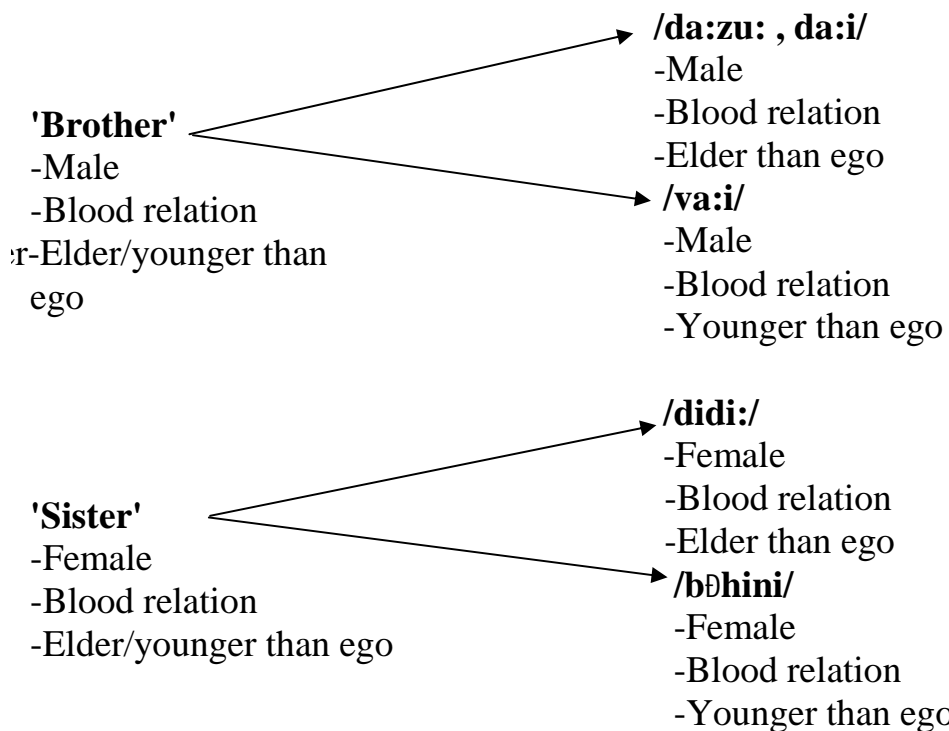 'Brother'
-Male
-Blood relation
er-Elder/younger than
ego
/da:zu: , da:i/
-Male
-Blood relation
-Elder than ego
/va:i/
-Male
-Blood relation
-Younger than ego
'Sister'
-Female
-Blood relation
-Elder/younger than ego
/didi:/
-Female
-Blood relation
-Elder than ego
/bÐhini/
-Female
-Blood relation
-Younger than ego